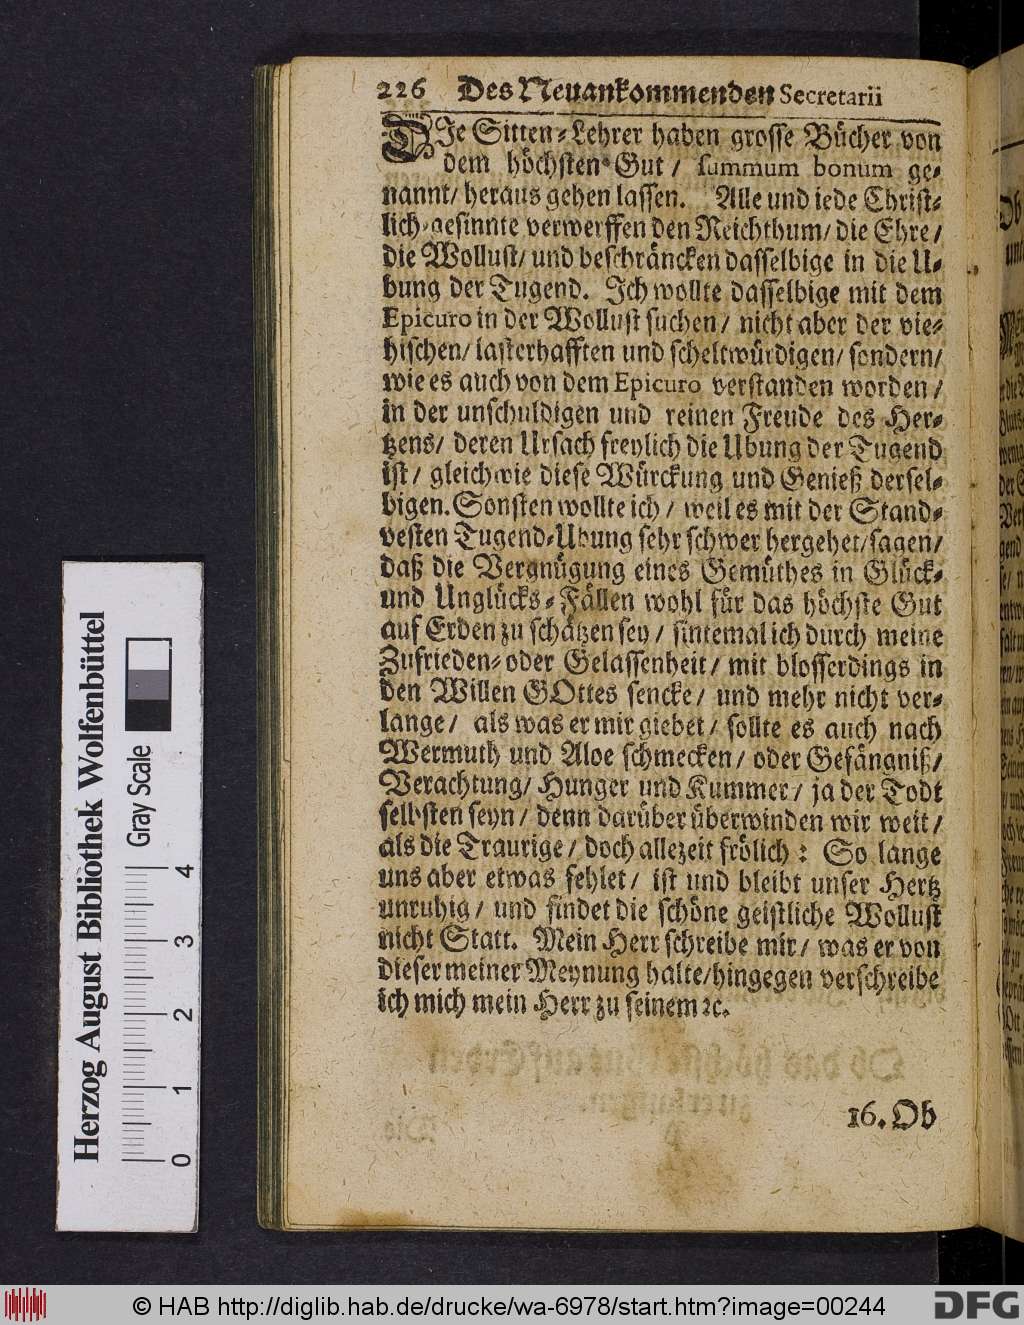 226 Des Neuankommenden Secretarii
DIe Sitten-Lehrer haben grosse Bücher von
dem höchsten Gut / summum bonum ge-
nannt/ heraus gehen lassen. Alle und iede Christ-
lich-gesinnte verwerffen den Reichthum/ die Ehre/
die Wollust/ und beschräncken dasselbige in die U-
bung der Tugend. Ich wollte dasselbige mit dem
Epicuro in der Wollust suchen/ nicht aber der vie-
hischen/ lasterhafften und scheltwürdigen/ sondern/
wie es auch von dem Epicuro verstanden worden/
in der unschuldigen und reinen Freude des Her-
tzens/ deren Ursach freylich die Ubung der Tugend
ist/ gleichwie diese Würckung und Genieß dersel-
bigen. Sonsten wollte ich/ weil es mit der Stand-
vesten Tugend-Ubung sehr schwer hergehet/sagen/
daß die Vergnügung eines Gemüthes in Glück-
und Unglücks-Fällen wohl für das höchste Gut
auf Erden zu schätzen sey/ sintemal ich durch meine
Zufrieden- oder Gelassenheit/ mit blosserdings in
den Willen GOttes sencke/ und mehr nicht ver-
lange/ als was er mir giebet/ sollte es auch nach
Wermuth und Aloe schmecken/ oder Gefängniß/
Verachtung/ Hunger und Kummer/ ja der Todt
selbsten seyn/ denn darüber überwinden wir weit/
als die Traurige/ doch allezeit frölich: So lange
uns aber etwas fehlet/ ist und bleibt unser Hertz
unruhig/ und findet die schöne geistliche Wollust
nicht Statt. Mein Herr schreibe mir/ was er von
dieser meiner Meynung halte/hingegen verschreibe
ich mich mein Herr zu seinem ꝛc.
16. Ob
Herzog August Bibliothek Wolfenbüttel
Gray Scale
0 1 2 3 4
© HAB http://diglib.hab.de/drucke/wa-6978/start.htm?image=00244
DFG